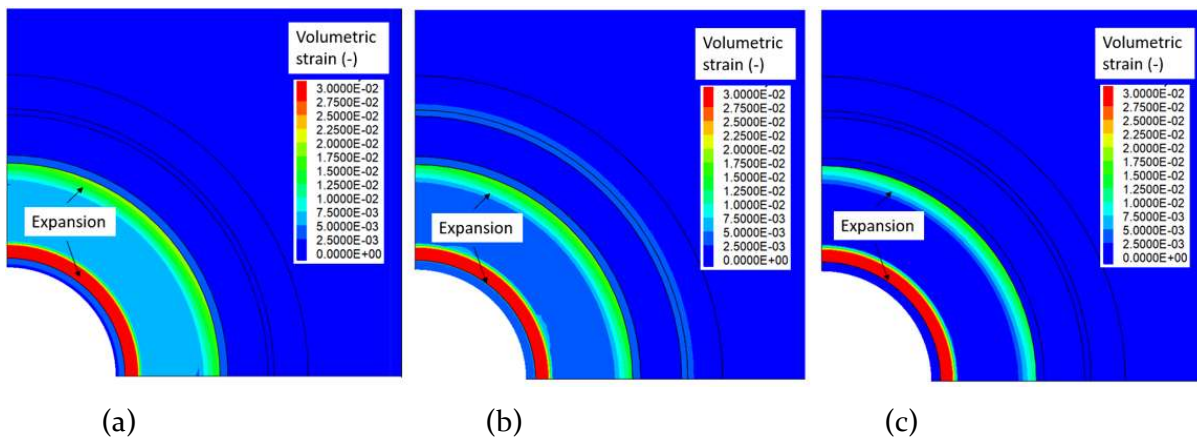 Volumetric
strain (-)
3.0000E-02
2.7500E-02
2.5000E-02
2.2500E-02
2.0000E-02
1.7500E-02
1.5000E-02
1.2500E-02
1.0000E-02
7.5000E-03
5.0000E-03
2.5000E-03
0.0000E+00
Expansion
(a)
Volumetric
strain (-)
3.0000E-02
2.7500E-02
2.5000E-02
2.2500E-02
2.0000E-02
1.7500E-02
1.5000E-02
1.2500E-02
1.0000E-02
7.5000E-03
5.0000E-03
2.5000E-03
0.0000E+00
Expansion
(b)
Volumetric
strain (-)
3.0000E-02
2.7500E-02
2.5000E-02
2.2500E-02
2.0000E-02
1.7500E-02
1.5000E-02
1.2500E-02
1.0000E-02
7.5000E-03
5.0000E-03
2.5000E-03
0.0000E+00
Expansion
(c)